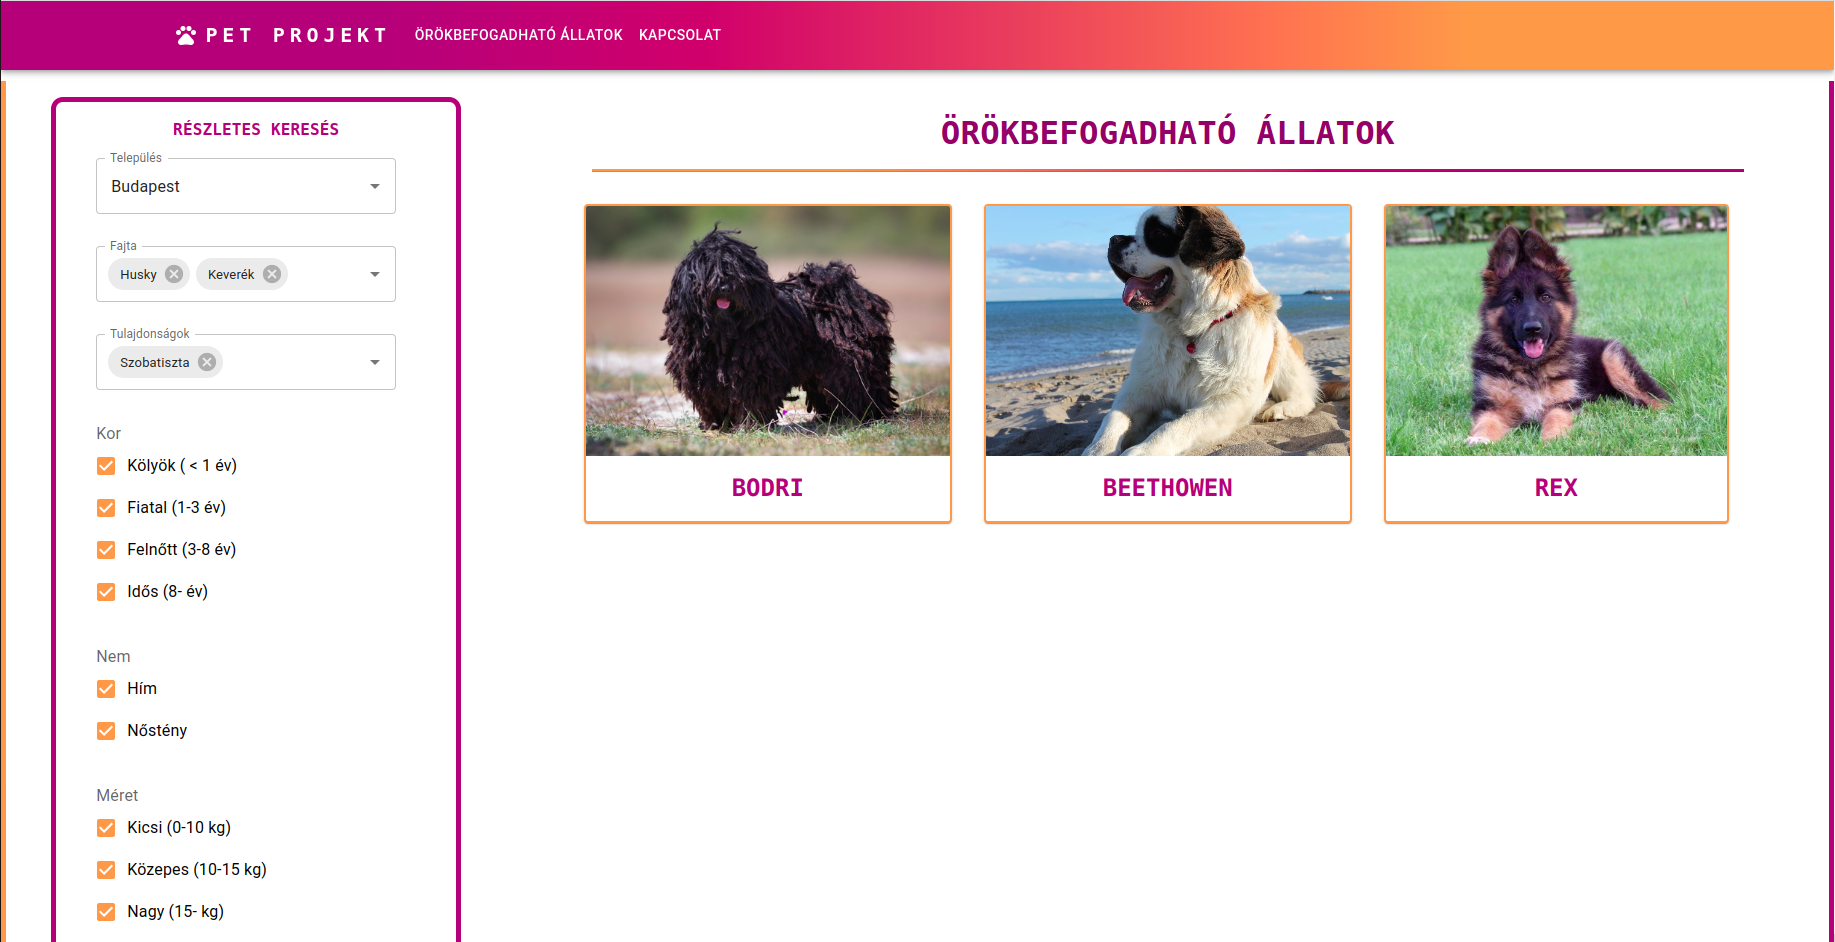 PET PROJEKT ÖRÖKBEFOGADHATÓ ÁLLATOK KAPCSOLAT
RÉSZLETES KERESÉS
Település
Budapest
Fajta
Husky Keverék
Tulajdonságok
Szobatiszta
Kor
Kölyök ( < 1 év)
Fiatal (1-3 év)
Felnőtt (3-8 év)
Idős (8- év)
Nem
Hím
Nőstény
Méret
Kicsi (0-10 kg)
Közepes (10-15 kg)
Nagy (15- kg)
ÖRÖKBEFOGADHATÓ ÁLLATOK
BODRI
BEETHOWEN
REX